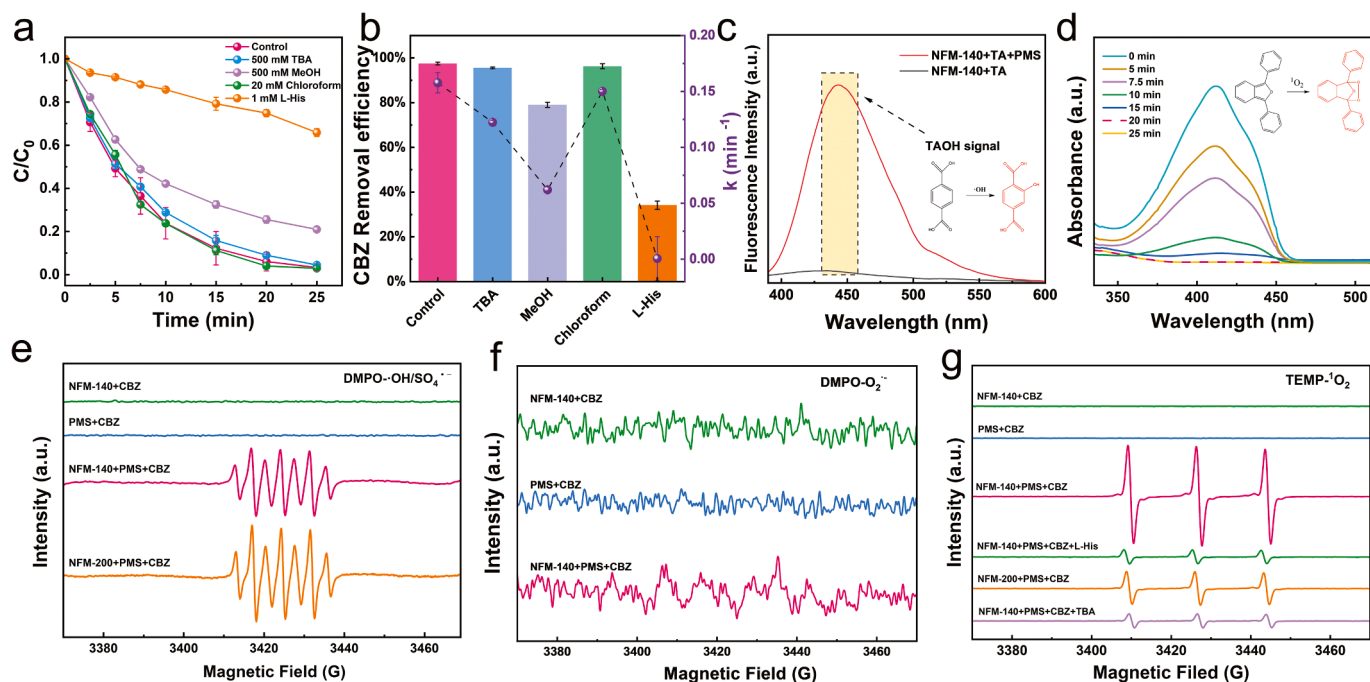 a
C/C0
1.0
0.8
0.6
0.4
0.2
0.0
Control
500 mM TBA
500 mM MeOH
20 mM Chloroform
1 mM L-His
0
5
10
15
20
25
Time (min)
b
CBZ Removal efficiency
100%
80%
60%
40%
20%
0%
Control
TBA
MeOH
Chloroform
L-His
0.20
0.15
0.10
0.05
0.00
k (min -1)
c
Fluorescence Intensity (a.u.)
NFM-140+TA+PMS
NFM-140+TA
TAOH signal
·OH
400
450
500
550
600
Wavelength (nm)
d
Absorbance (a.u.)
0 min
5 min
7.5 min
10 min
15 min
20 min
25 min
1O2
350
400
450
500
Wavelength (nm)
e
DMPO-·OH/SO4 ·−
NFM-140+CBZ
PMS+CBZ
NFM-140+PMS+CBZ
NFM-200+PMS+CBZ
Intensity (a.u.)
3380
3400
3420
3440
3460
Magnetic Field (G)
f
DMPO-O2·-
NFM-140+CBZ
PMS+CBZ
NFM-140+PMS+CBZ
Intensity (a.u.)
3380
3400
3420
3440
3460
Magnetic Field (G)
g
TEMP-1O2
NFM-140+CBZ
PMS+CBZ
NFM-140+PMS+CBZ
NFM-140+PMS+CBZ+L-His
NFM-200+PMS+CBZ
NFM-140+PMS+CBZ+TBA
Intensity (a.u.)
3380
3400
3420
3440
3460
Magnetic Filed (G)